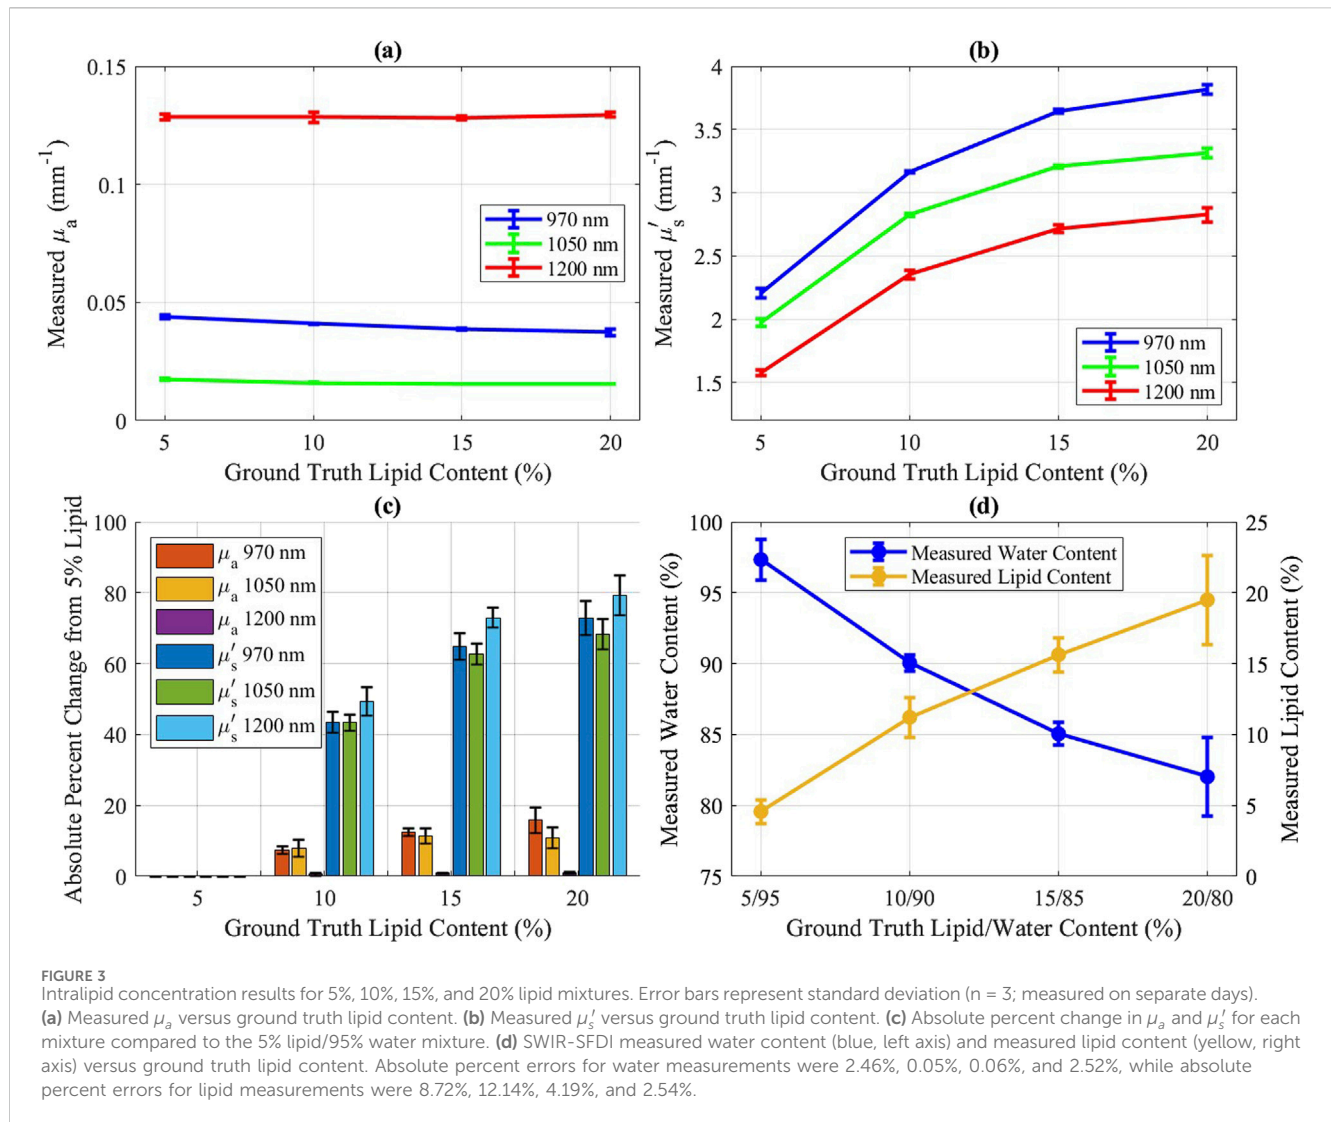 (a)
0.15
0.1
0.05
0
Measured μa (mm-1)
970 nm
1050 nm
1200 nm
5
10
15
20
Ground Truth Lipid Content (%)
(b)
4
3.5
3
2.5
2
1.5
Measured μ′s (mm-1)
970 nm
1050 nm
1200 nm
5
10
15
20
Ground Truth Lipid Content (%)
(c)
100
80
60
40
20
0
Absolute Percent Change from 5% Lipid
μa 970 nm
μa 1050 nm
μa 1200 nm
μ′s 970 nm
μ′s 1050 nm
μ′s 1200 nm
5
10
15
20
Ground Truth Lipid Content (%)
(d)
100
95
90
85
80
75
Measured Water Content (%)
Measured Water Content
Measured Lipid Content
25
20
15
10
5
0
Measured Lipid Content (%)
5/95
10/90
15/85
20/80
Ground Truth Lipid/Water Content (%)
FIGURE 3
Intralipid concentration results for 5%, 10%, 15%, and 20% lipid mixtures. Error bars represent standard deviation (n = 3; measured on separate days).
(a) Measured μa versus ground truth lipid content. (b) Measured μs′ versus ground truth lipid content. (c) Absolute percent change in μa and μs′ for each
mixture compared to the 5% lipid/95% water mixture. (d) SWIR-SFDI measured water content (blue, left axis) and measured lipid content (yellow, right
axis) versus ground truth lipid content. Absolute percent errors for water measurements were 2.46%, 0.05%, 0.06%, and 2.52%, while absolute
percent errors for lipid measurements were 8.72%, 12.14%, 4.19%, and 2.54%.